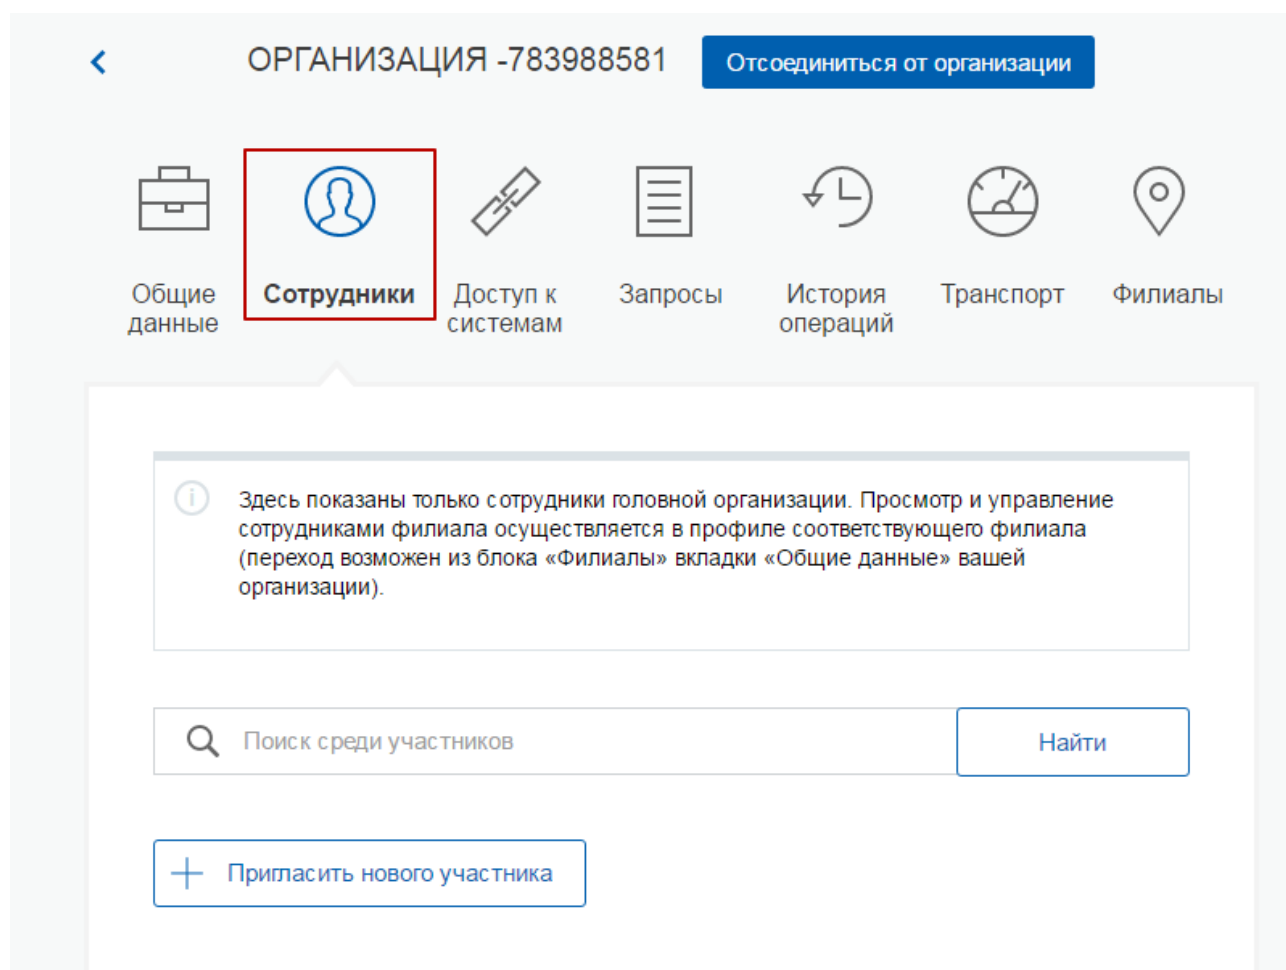 ОРГАНИЗАЦИЯ -783988581
Отсоединиться от организации
Общие
данные
Сотрудники
Доступ к
системам
Запросы
История
операций
Транспорт
Филиалы
Здесь показаны только сотрудники головной организации. Просмотр и управление
сотрудниками филиала осуществляется в профиле соответствующего филиала
(переход возможен из блока «Филиалы» вкладки «Общие данные» вашей
организации).
Поиск среди участников
Найти
Пригласить нового участника